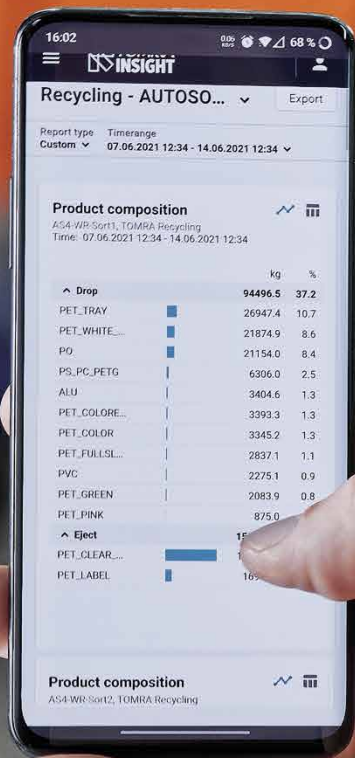 16:02 0.06 KB/S 68 %
INSIGHT
Recycling - AUTOSO... Export
Report type Timerange
Custom 07.06.2021 12:34 - 14.06.2021 12:34
Product composition
AS4-WR-Sort1, TOMRA Recycling
Time: 07.06.2021 12:34 - 14.06.2021 12:34
kg %
Drop 94496.5 37.2
PET_TRAY 26947.4 10.7
PET_WHITE_... 21874.9 8.6
PO 21154.0 8.4
PS_PC_PETG 6306.0 2.5
ALU 3404.6 1.3
PET_COLORE... 3393.3 1.3
PET_COLOR 3345.2 1.3
PET_FULLSL... 2837.1 1.1
PVC 2275.1 0.9
PET_GREEN 2083.9 0.8
PET_PINK 875.0
Eject
PET_CLEAR_...
PET_LABEL
Product composition
AS4-WR-Sort2, TOMRA Recycling